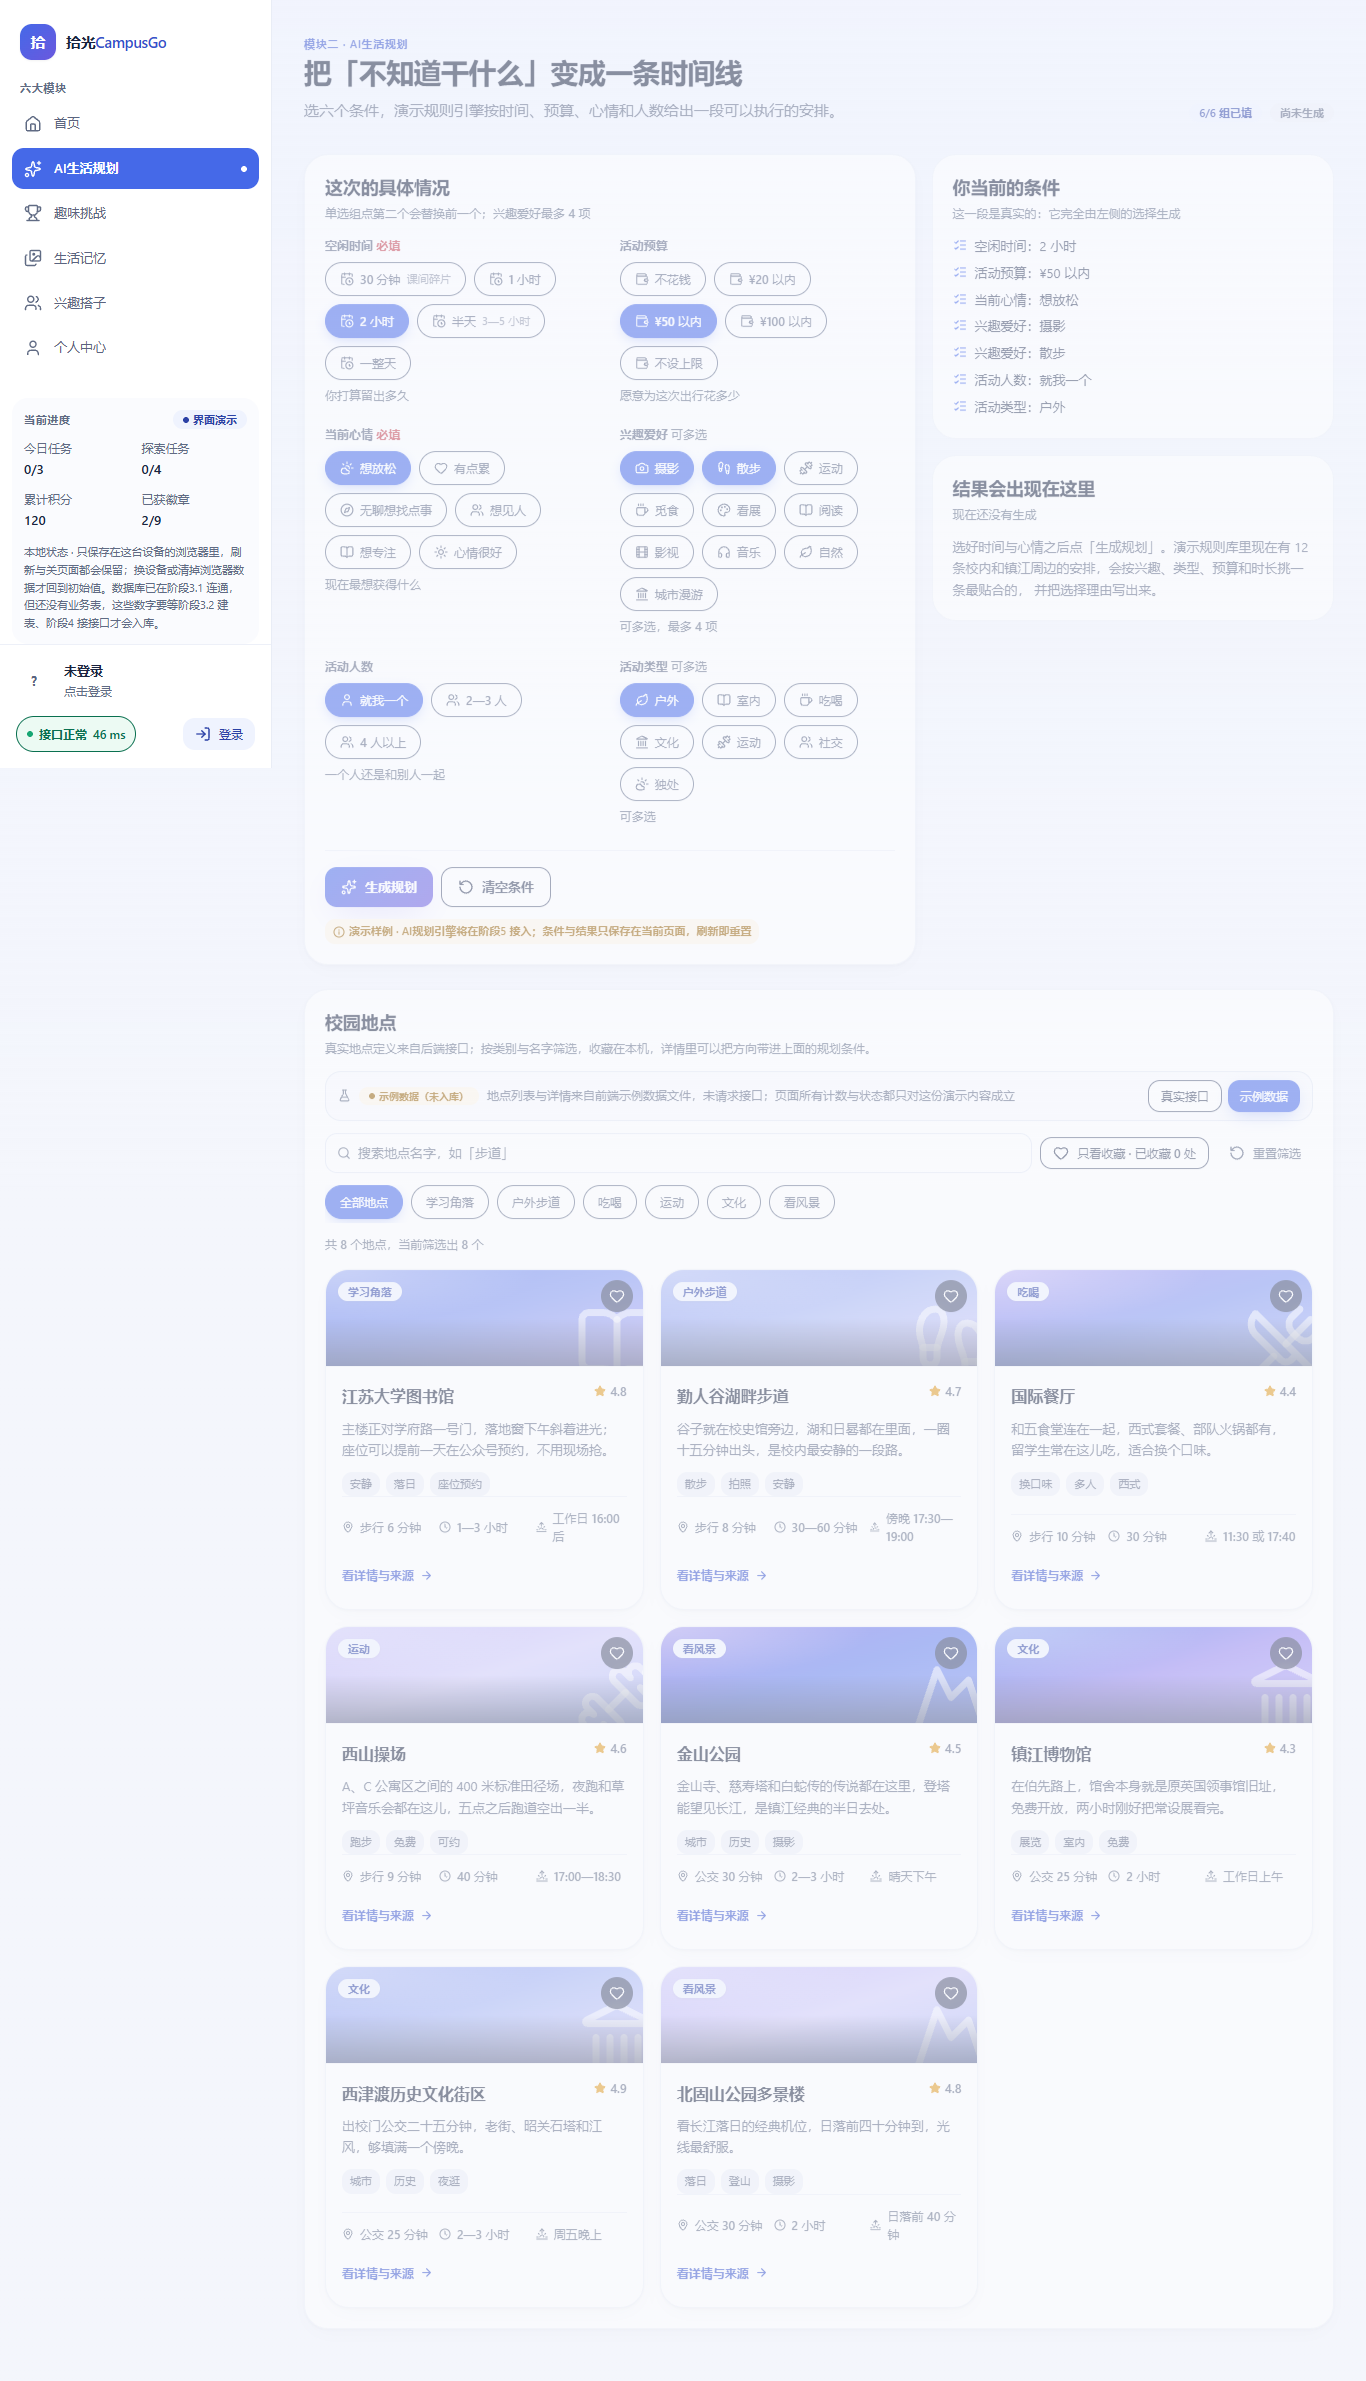 拾 拾光CampusGo
六大模块
首页
AI生活规划
趣味挑战
生活记忆
兴趣搭子
个人中心
当前进度 界面演示
今日任务 探索任务
0/3 0/4
累计积分 已获徽章
120 2/9
本地状态 · 只保存在这台设备的浏览器里，刷
新与关页面都会保留；换设备或清掉浏览器数
据才回到初始值。数据库已在阶段3.1 连通，
但还没有业务表，这些数字要等阶段3.2 建
表、阶段4 接接口才会入库。
? 未登录
点击登录
接口正常 46 ms 登录
模块二 · AI生活规划
把「不知道干什么」变成一条时间线
选六个条件，演示规则引擎按时间、预算、心情和人数给出一段可以执行的安排。
6/6 组已填 尚未生成
这次的具体情况
单选组点第二个会替换前一个；兴趣爱好最多 4 项
空闲时间 必填
30 分钟 课间碎片 1 小时
2 小时 半天 3—5 小时
一整天
你打算留出多久
活动预算
不花钱 ¥20 以内
¥50 以内 ¥100 以内
不设上限
愿意为这次出行花多少
当前心情 必填
想放松 有点累
无聊想找点事 想见人
想专注 心情很好
现在最想获得什么
兴趣爱好 可多选
摄影 散步 运动
觅食 看展 阅读
影视 音乐 自然
城市漫游
可多选，最多 4 项
活动人数
就我一个 2—3 人
4 人以上
一个人还是和别人一起
活动类型 可多选
户外 室内 吃喝
文化 运动 社交
独处
可多选
生成规划 清空条件
演示样例 · AI规划引擎将在阶段5 接入；条件与结果只保存在当前页面，刷新即重置
你当前的条件
这一段是真实的：它完全由左侧的选择生成
空闲时间：2 小时
活动预算：¥50 以内
当前心情：想放松
兴趣爱好：摄影
兴趣爱好：散步
活动人数：就我一个
活动类型：户外
结果会出现在这里
现在还没有生成
选好时间与心情之后点「生成规划」。演示规则库里现在有 12
条校内和镇江周边的安排，会按兴趣、类型、预算和时长挑一
条最贴合的， 并把选择理由写出来。
校园地点
真实地点定义来自后端接口；按类别与名字筛选，收藏在本机，详情里可以把方向带进上面的规划条件。
示例数据（未入库） 地点列表与详情来自前端示例数据文件，未请求接口；页面所有计数与状态都只对这份演示内容成立 真实接口 示例数据
搜索地点名字，如「步道」 只看收藏 · 已收藏 0 处 重置筛选
全部地点 学习角落 户外步道 吃喝 运动 文化 看风景
共 8 个地点，当前筛选出 8 个
学习角落
江苏大学图书馆 4.8
主楼正对学府路一号门，落地窗下午斜着进光；
座位可以提前一天在公众号预约，不用现场抢。
安静 落日 座位预约
步行 6 分钟 1—3 小时 工作日 16:00
后
看详情与来源
户外步道
勤人谷湖畔步道 4.7
谷子就在校史馆旁边，湖和日晷都在里面，一圈
十五分钟出头，是校内最安静的一段路。
散步 拍照 安静
步行 8 分钟 30—60 分钟 傍晚 17:30—
19:00
看详情与来源
吃喝
国际餐厅 4.4
和五食堂连在一起，西式套餐、部队火锅都有，
留学生常在这儿吃，适合换个口味。
换口味 多人 西式
步行 10 分钟 30 分钟 11:30 或 17:40
看详情与来源
运动
西山操场 4.6
A、C 公寓区之间的 400 米标准田径场，夜跑和草
坪音乐会都在这儿，五点之后跑道空出一半。
跑步 免费 可约
步行 9 分钟 40 分钟 17:00—18:30
看详情与来源
看风景
金山公园 4.5
金山寺、慈寿塔和白蛇传的传说都在这里，登塔
能望见长江，是镇江经典的半日去处。
城市 历史 摄影
公交 30 分钟 2—3 小时 晴天下午
看详情与来源
文化
镇江博物馆 4.3
在伯先路上，馆舍本身就是原英国领事馆旧址，
免费开放，两小时刚好把常设展看完。
展览 室内 免费
公交 25 分钟 2 小时 工作日上午
看详情与来源
文化
西津渡历史文化街区 4.9
出校门公交二十五分钟，老街、昭关石塔和江
风，够填满一个傍晚。
城市 历史 夜逛
公交 25 分钟 2—3 小时 周五晚上
看详情与来源
看风景
北固山公园多景楼 4.8
看长江落日的经典机位，日落前四十分钟到，光
线最舒服。
落日 登山 摄影
公交 30 分钟 2 小时 日落前 40 分
钟
看详情与来源